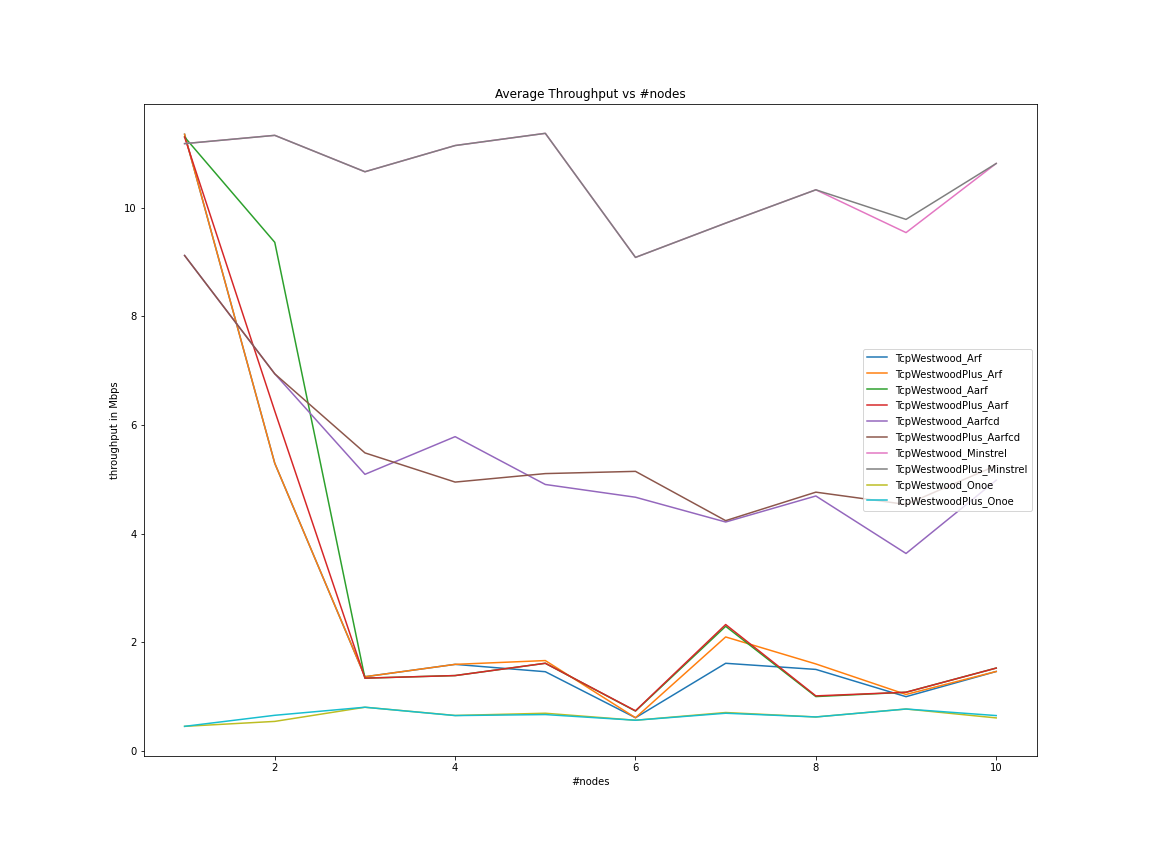 Average Throughput vs #nodes
throughput in Mbps
10
8
6
4
2
0
TcpWestwood_Arf
TcpWestwoodPlus_Arf
TcpWestwood_Aarf
TcpWestwoodPlus_Aarf
TcpWestwood_Aarfcd
TcpWestwoodPlus_Aarfcd
TcpWestwood_Minstrel
TcpWestwoodPlus_Minstrel
TcpWestwood_Onoe
TcpWestwoodPlus_Onoe
2 4 6 8 10
#nodes